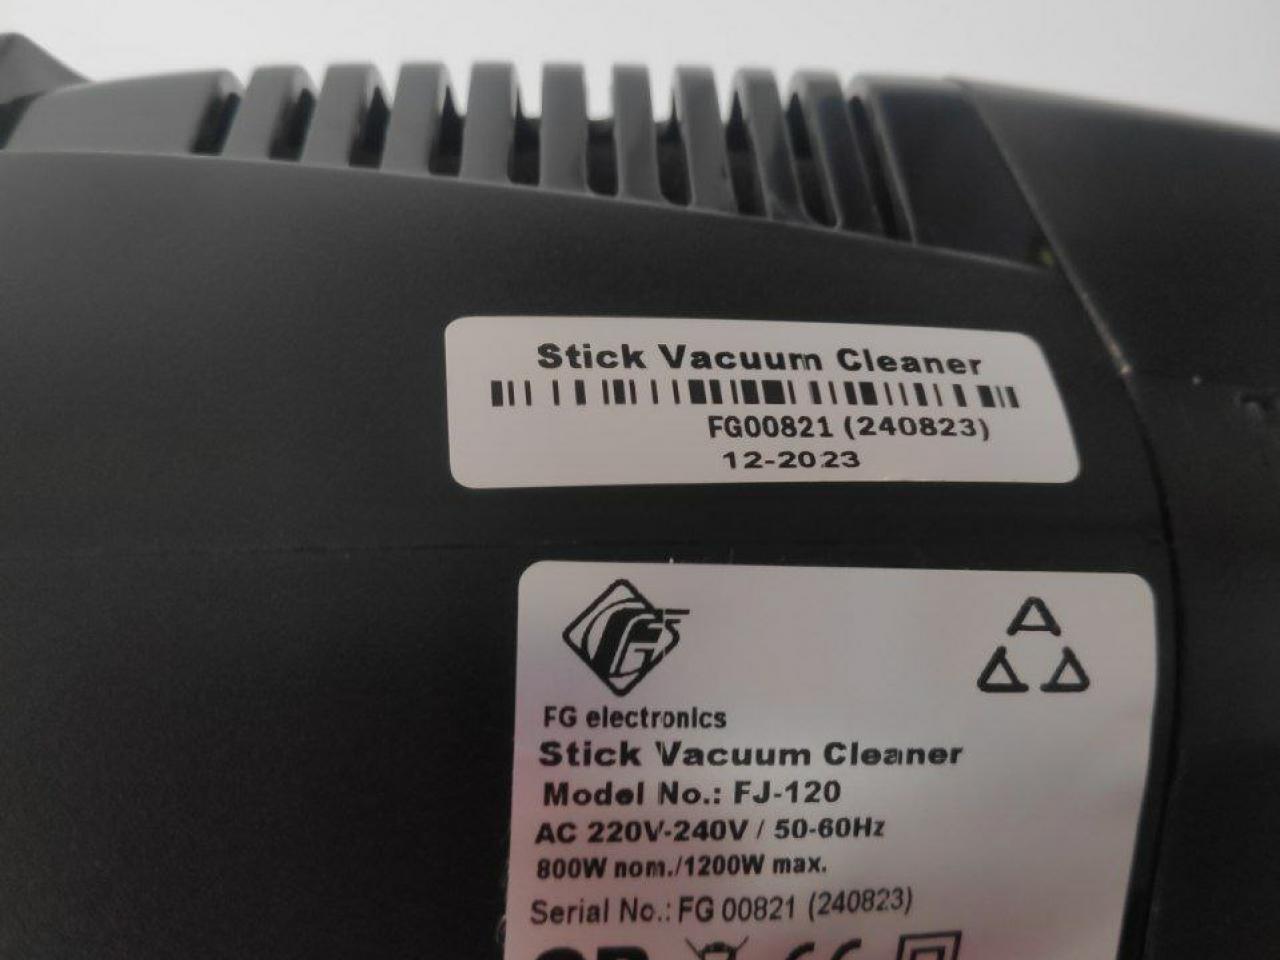 Stick Vacuum Cleaner
FG00821 (240823)
12-2023
FG electronics
Stick Vacuum Cleaner
Model No.: FJ-120
AC 220V-240V / 50-60Hz
800W nom./1200W max.
Serial No.: FG 00821 (240823)